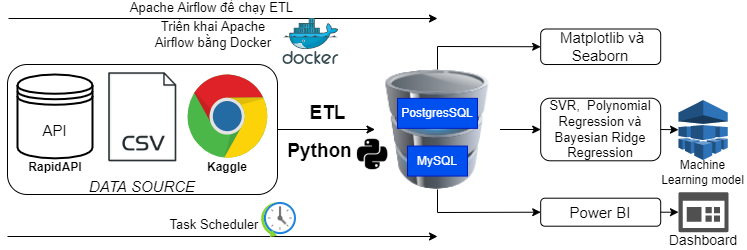 Apache Airflow để chạy ETL
Triên khai Apache
Airflow bằng Docker
docker
API
RapidAPI
CSV
Kaggle
DATA SOURCE
ETL
Python
PostgresSQL
MySQL
Matplotlib và
Seaborn
SVR, Polynomial
Regression và
Bayesian Ridge
Regression
Machine
Learning model
Power BI
Dashboard
Task Scheduler